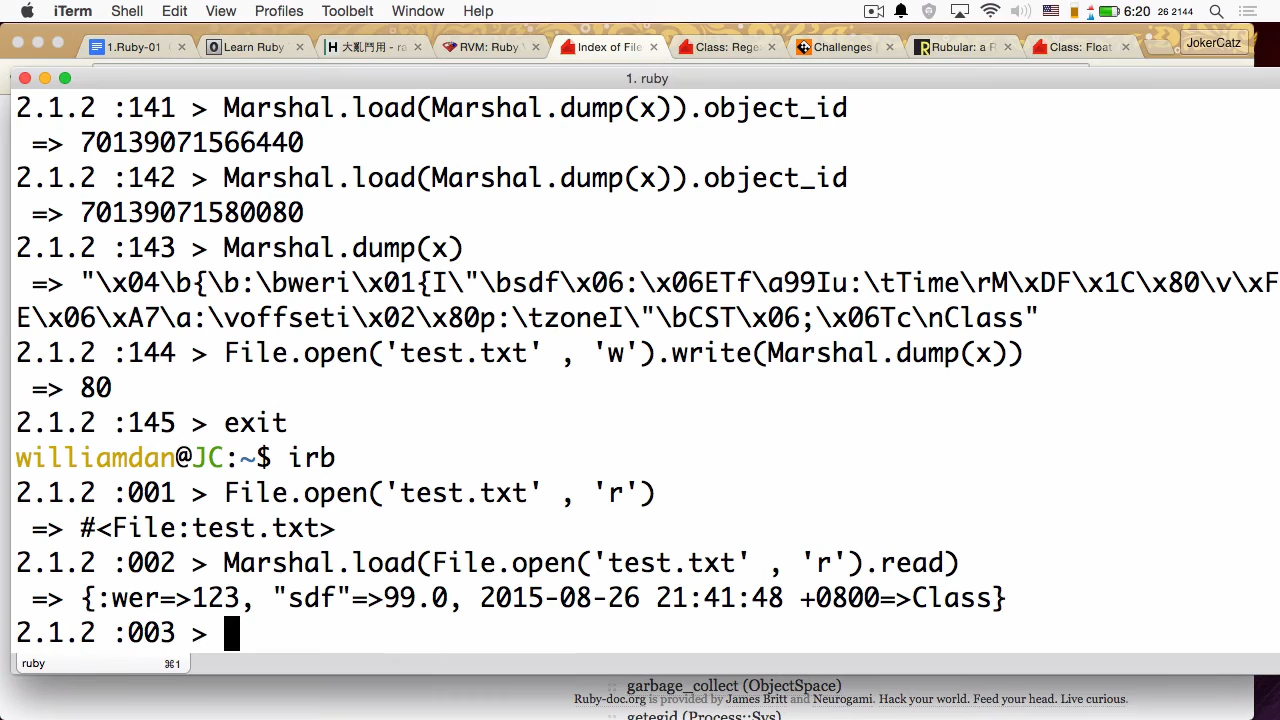 iTerm Shell Edit View Profiles Toolbelt Window Help 6:20 26 2144
1.Ruby-01 Learn Ruby 大亂鬥用 - ra RVM: Ruby Index of File Class: Rege Challenges Rubular: a R Class: Float JokerCatz
1. ruby
2.1.2 :141 > Marshal.load(Marshal.dump(x)).object_id
=> 70139071566440
2.1.2 :142 > Marshal.load(Marshal.dump(x)).object_id
=> 70139071580080
2.1.2 :143 > Marshal.dump(x)
=> "\x04\b{\b:\bweri\x01{I\"\bsdf\x06:\x06ETf\a99Iu:\tTime\rM\xDF\x1C\x80\v\xF
E\x06\xA7\a:\voffseti\x02\x80p:\tzoneI\"\bCST\x06;\x06Tc\nClass"
2.1.2 :144 > File.open('test.txt' , 'w').write(Marshal.dump(x))
=> 80
2.1.2 :145 > exit
williamdan@JC:~$ irb
2.1.2 :001 > File.open('test.txt' , 'r')
=> #<File:test.txt>
2.1.2 :002 > Marshal.load(File.open('test.txt' , 'r').read)
=> {:wer=>123, "sdf"=>99.0, 2015-08-26 21:41:48 +0800=>Class}
2.1.2 :003 >
ruby ⌘1
garbage_collect (ObjectSpace)
Ruby-doc.org is provided by James Britt and Neurogami. Hack your world. Feed your head. Live curious.
getegid (Process::Sys)